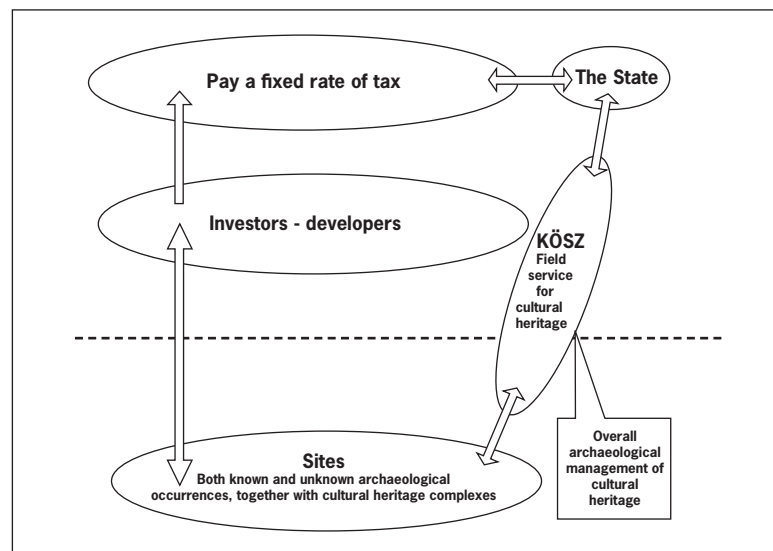 Pay a fixed rate of tax
The State
Investors - developers
KÖSZ
Field
service
for
cultural
heritage
Sites
Both known and unknown archaeological
occurrences, together with cultural heritage complexes
Overall
archaeological
management of
cultural
heritage